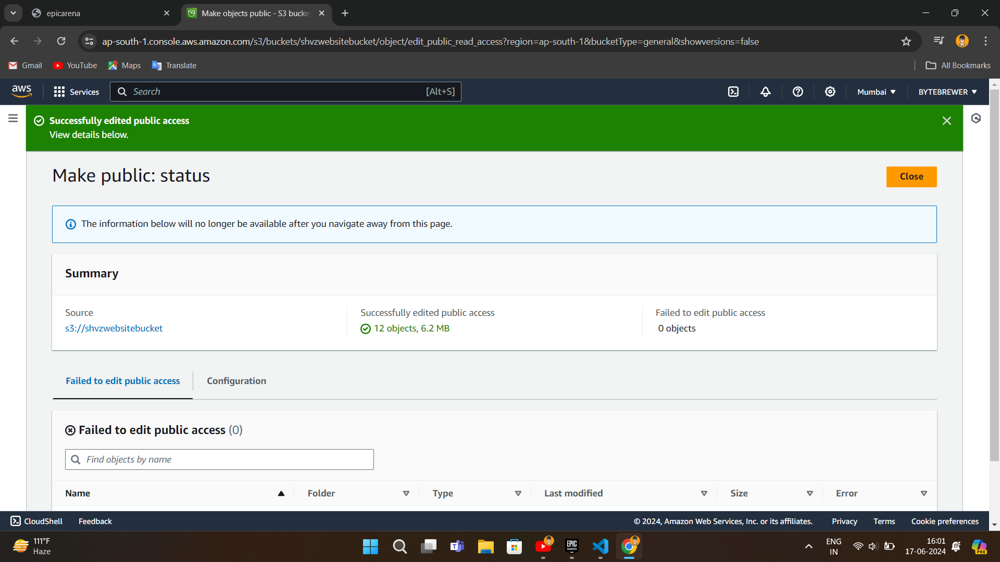 epicarena
Make objects public - S3 bucke
ap-south-1.console.aws.amazon.com/s3/buckets/shvzwebsitebucket/object/edit_public_read_access?region=ap-south-1&bucketType=general&showversions=false
Gmail
YouTube
Maps
Translate
All Bookmarks
aws
Services
Search
[Alt+S]
Mumbai
BYTEBREWER
Successfully edited public access
View details below.
Make public: status
Close
The information below will no longer be available after you navigate away from this page.
Summary
Source
s3://shvzwebsitebucket
Successfully edited public access
12 objects, 6.2 MB
Failed to edit public access
0 objects
Failed to edit public access
Configuration
Failed to edit public access (0)
Find objects by name
Name
Folder
Type
Last modified
Size
Error
CloudShell
Feedback
© 2024, Amazon Web Services, Inc. or its affiliates.
Privacy
Terms
Cookie preferences
111°F
Haze
EPIC
GAMES
ENG
IN
16:01
17-06-2024
PRE